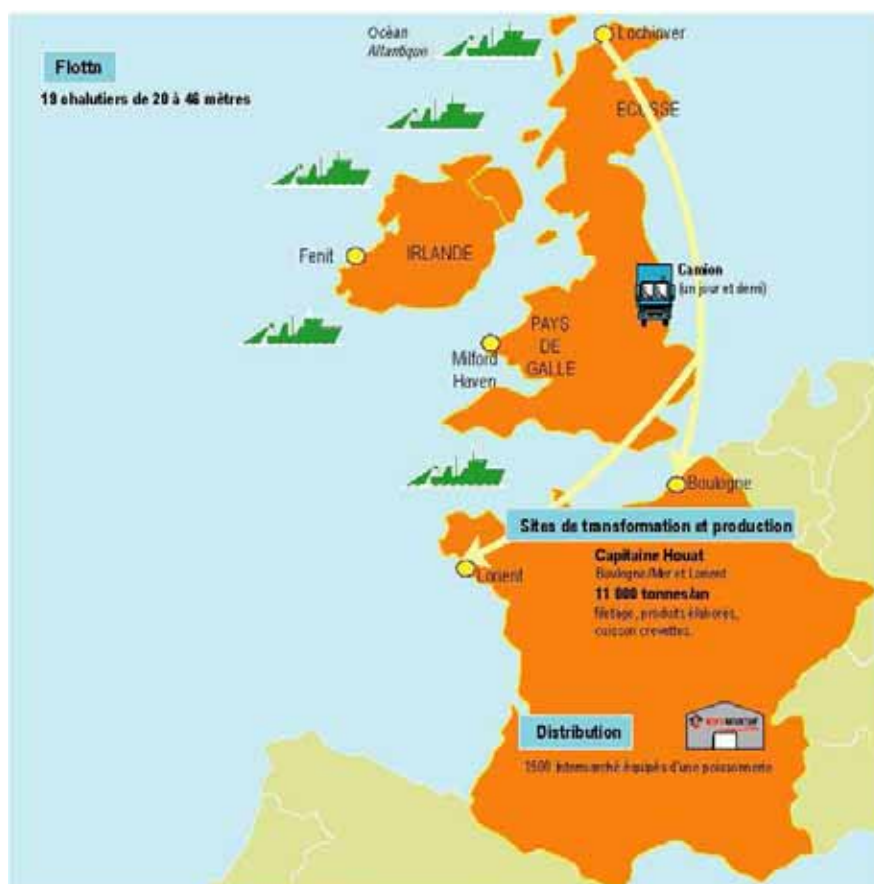 Océan
Atlantique
Lochinver
Flotte
19 chalutiers de 20 à 46 mètres
ECOSSE
Fenit
IRLANDE
Camion
(un jour et demi)
PAYS
DE
GALLE
Milford
Haven
Boulogne
Sites de transformation et production
Capitaine Houat
Boulogne/Mer et Lorient
Lorient
11 000 tonnes/an
filetage, produits élaborés,
cuisson crevettes.
Distribution
1500 Intermarché équipés d'une poissonnerie